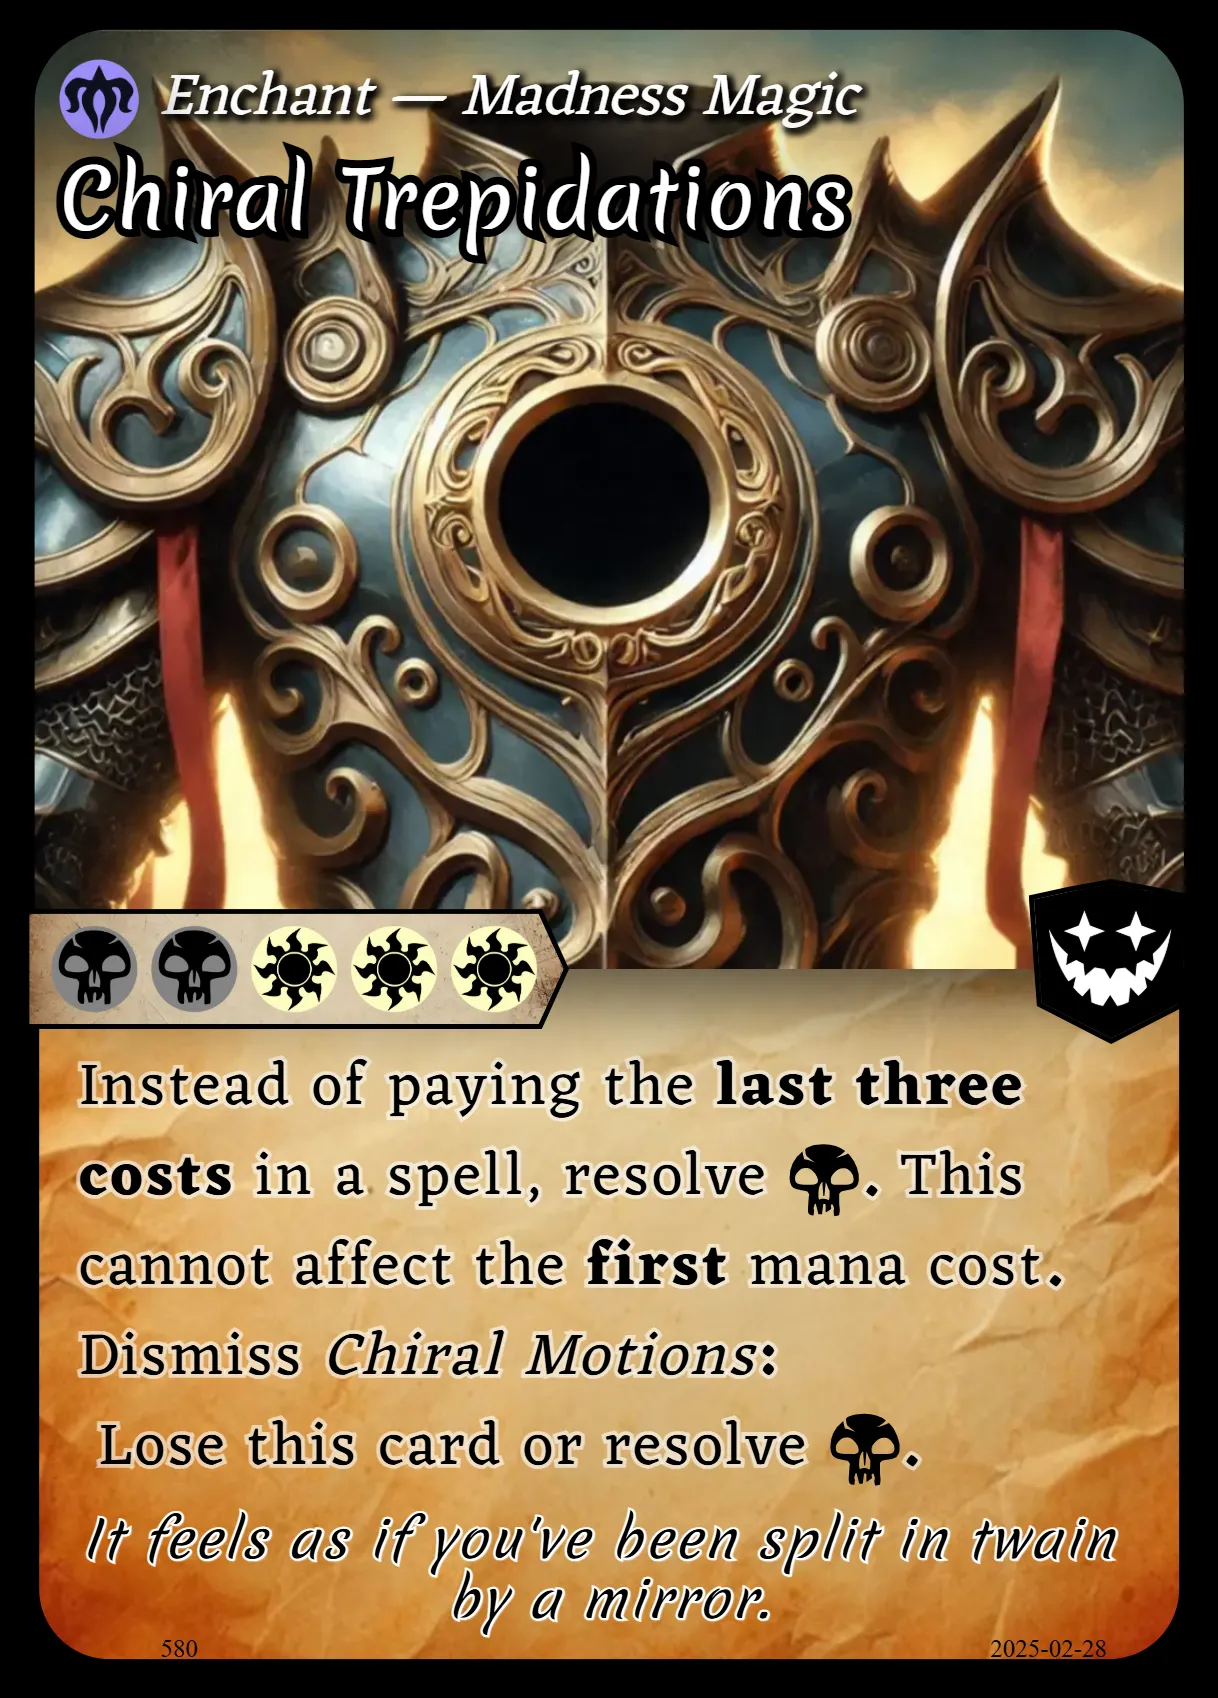 Enchant — Madness Magic
Chiral Trepidations
Instead of paying the last three
costs in a spell, resolve . This
cannot affect the first mana cost.
Dismiss Chiral Motions:
Lose this card or resolve .
It feels as if you've been split in twain
by a mirror.
580
2025-02-28